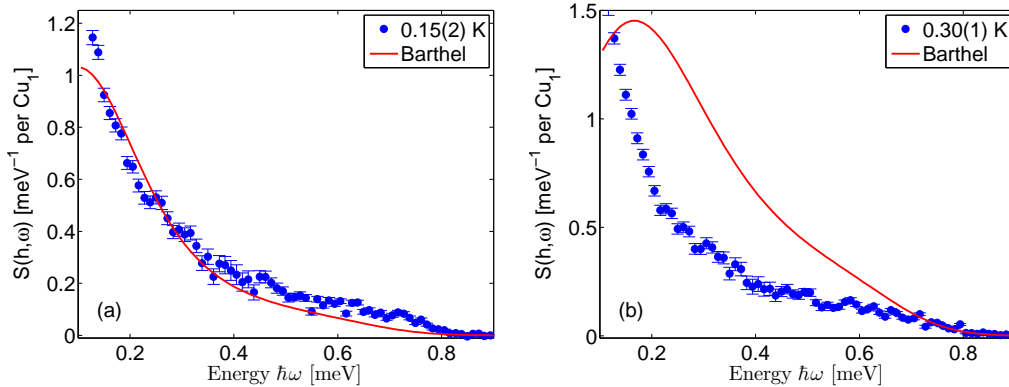 0.15(2) K
Barthel
1.2
1
0.8
0.6
0.4
0.2
0
S(h,ω) [meV⁻¹ per Cu₁]
(a)
0.2
0.4
0.6
0.8
Energy ℏω [meV]
0.30(1) K
Barthel
1.5
1
0.5
0
S(h,ω) [meV⁻¹ per Cu₁]
(b)
0.2
0.4
0.6
0.8
Energy ℏω [meV]